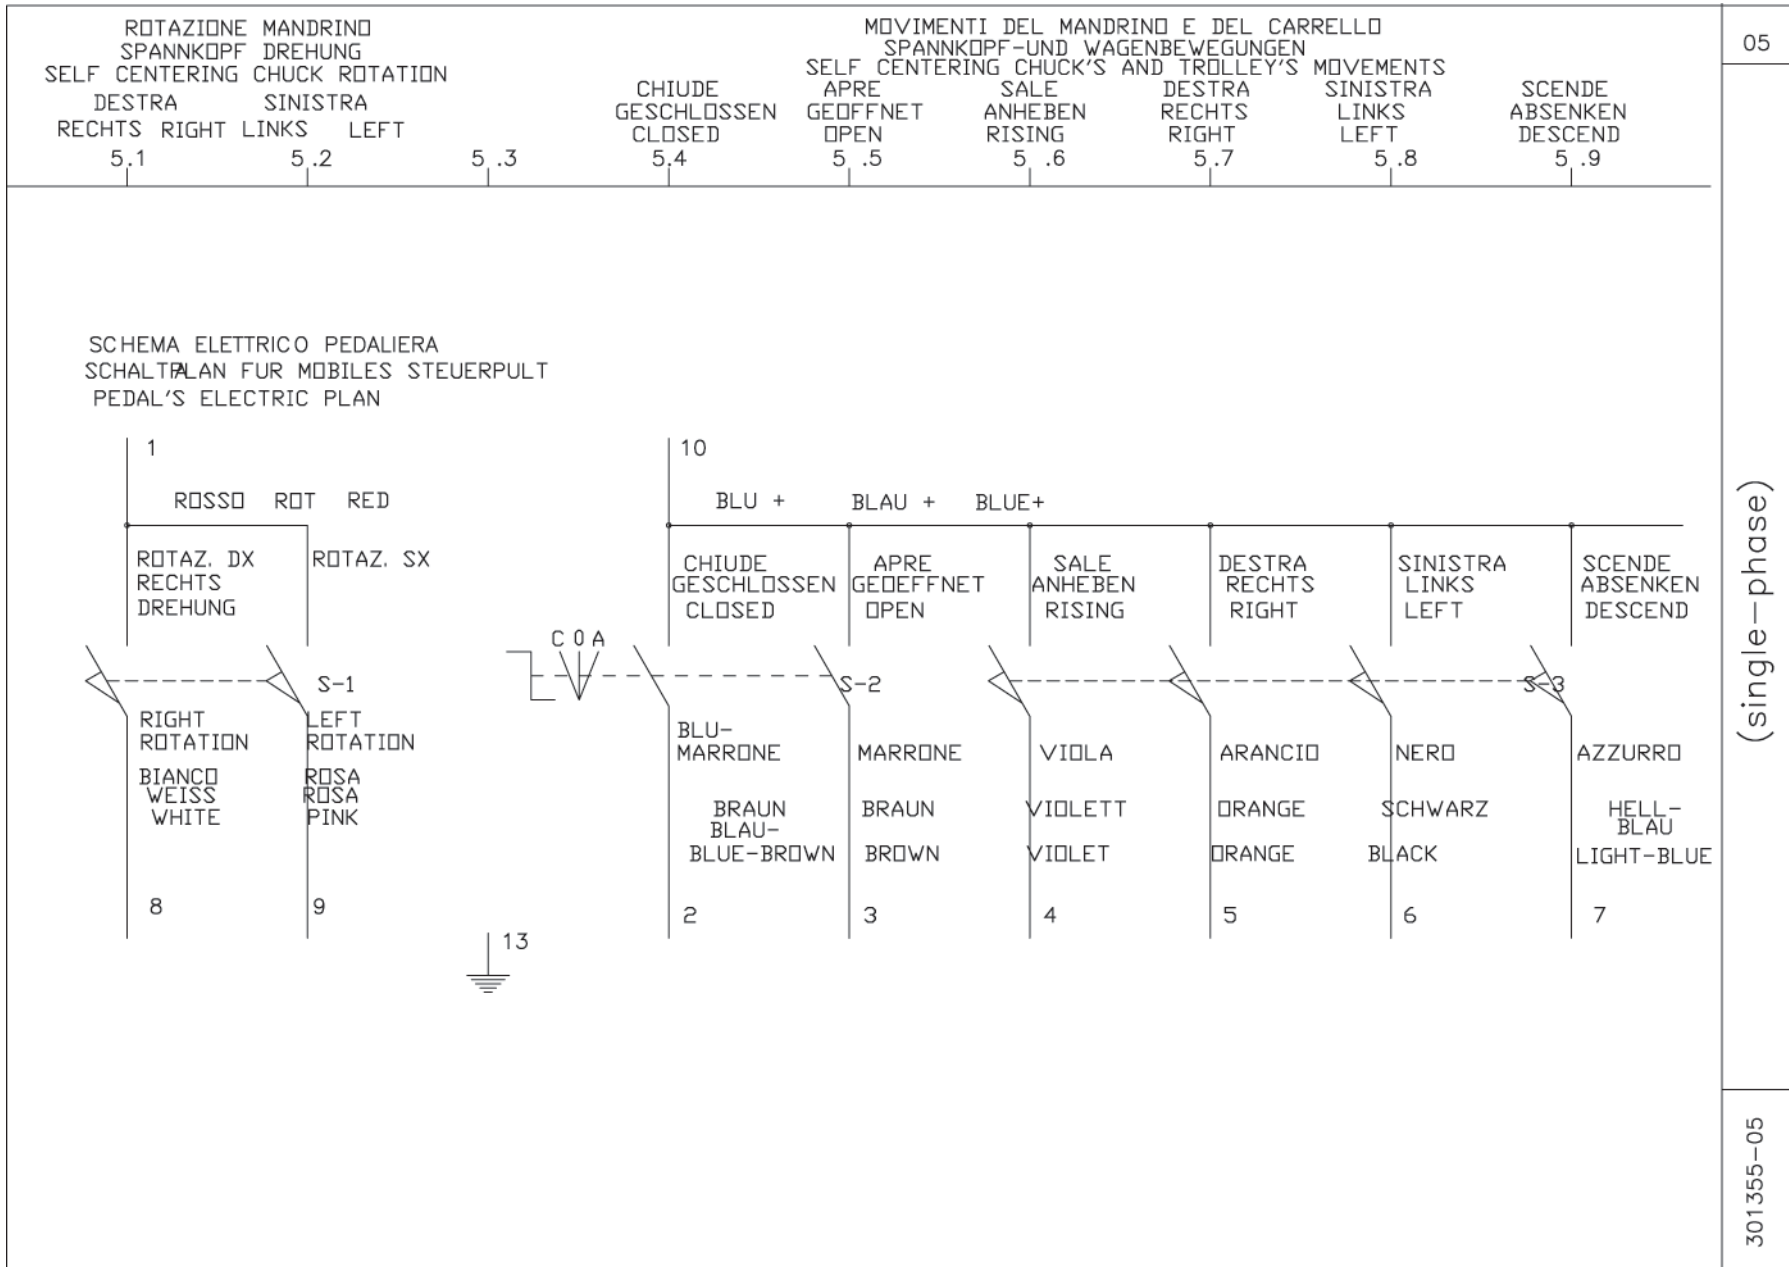 ROTAZIONE MANDRINO
SPANNKOPF DREHUNG
SELF CENTERING CHUCK ROTATION
DESTRA SINISTRA
RECHTS RIGHT LINKS LEFT
MOVIMENTI DEL MANDRINO E DEL CARRELLO
SPANNKOPF-UND WAGENBEWEGUNGEN
SELF CENTERING CHUCK'S AND TROLLEY'S MOVEMENTS
CHIUDE APRE SALE DESTRA SINISTRA SCENDE
GESCHLOSSEN GEOFFNET ANHEBEN RECHTS LINKS ABSENKEN
CLOSED OPEN RISING RIGHT LEFT DESCEND
5.1 5.2 5.3 5.4 5.5 5.6 5.7 5.8 5.9
05
SCHEMA ELETTRICO PEDALIERA
SCHALTPLAN FUR MOBILES STEUERPULT
PEDAL'S ELECTRIC PLAN
1 10
ROSSO ROT RED
BLU + BLAU + BLUE+
ROTAZ. DX
RECHTS
DREHUNG
ROTAZ. SX
CHIUDE APRE SALE DESTRA SINISTRA SCENDE
GESCHLOSSEN GEOEFFNET ANHEBEN RECHTS LINKS ABSENKEN
CLOSED OPEN RISING RIGHT LEFT DESCEND
C 0 A
S-1 S-2 S-3
RIGHT
ROTATION
LEFT
ROTATION
BIANCO
WEISS
WHITE
ROSA
ROSA
PINK
BLU-
MARRONE MARRONE VIOLA ARANCIO NERO AZZURRO
BRAUN BRAUN VIOLETT ORANGE SCHWARZ HELL-
BLAU- BLAU
BLUE-BROWN BROWN VIOLET ORANGE BLACK LIGHT-BLUE
8 9 2 3 4 5 6 7
13
(single-phase)
301355-05